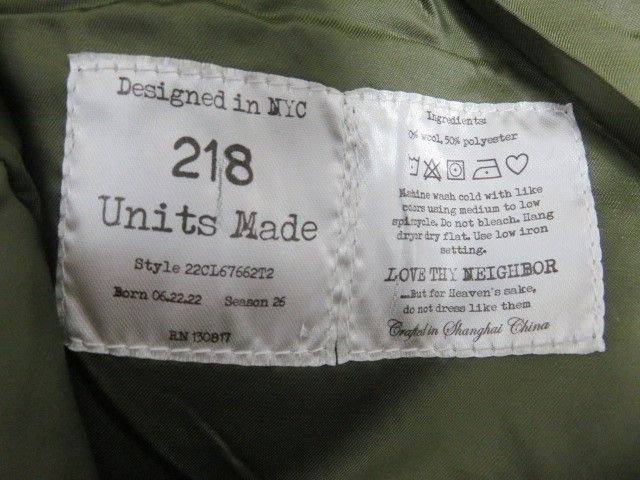 Designed in NYC
218
Units Made
Style 22CL67662T2
Born 06.22.22 Season 26
RN 130817
Ingredients:
0% wool, 50% polyester
Machine wash cold with like
colors using medium to low
spin cycle. Do not bleach. Hang
dry or dry flat. Use low iron
setting.
LOVE THY NEIGHBOR
...But for Heaven's sake,
do not dress like them
Crafted in Shanghai China